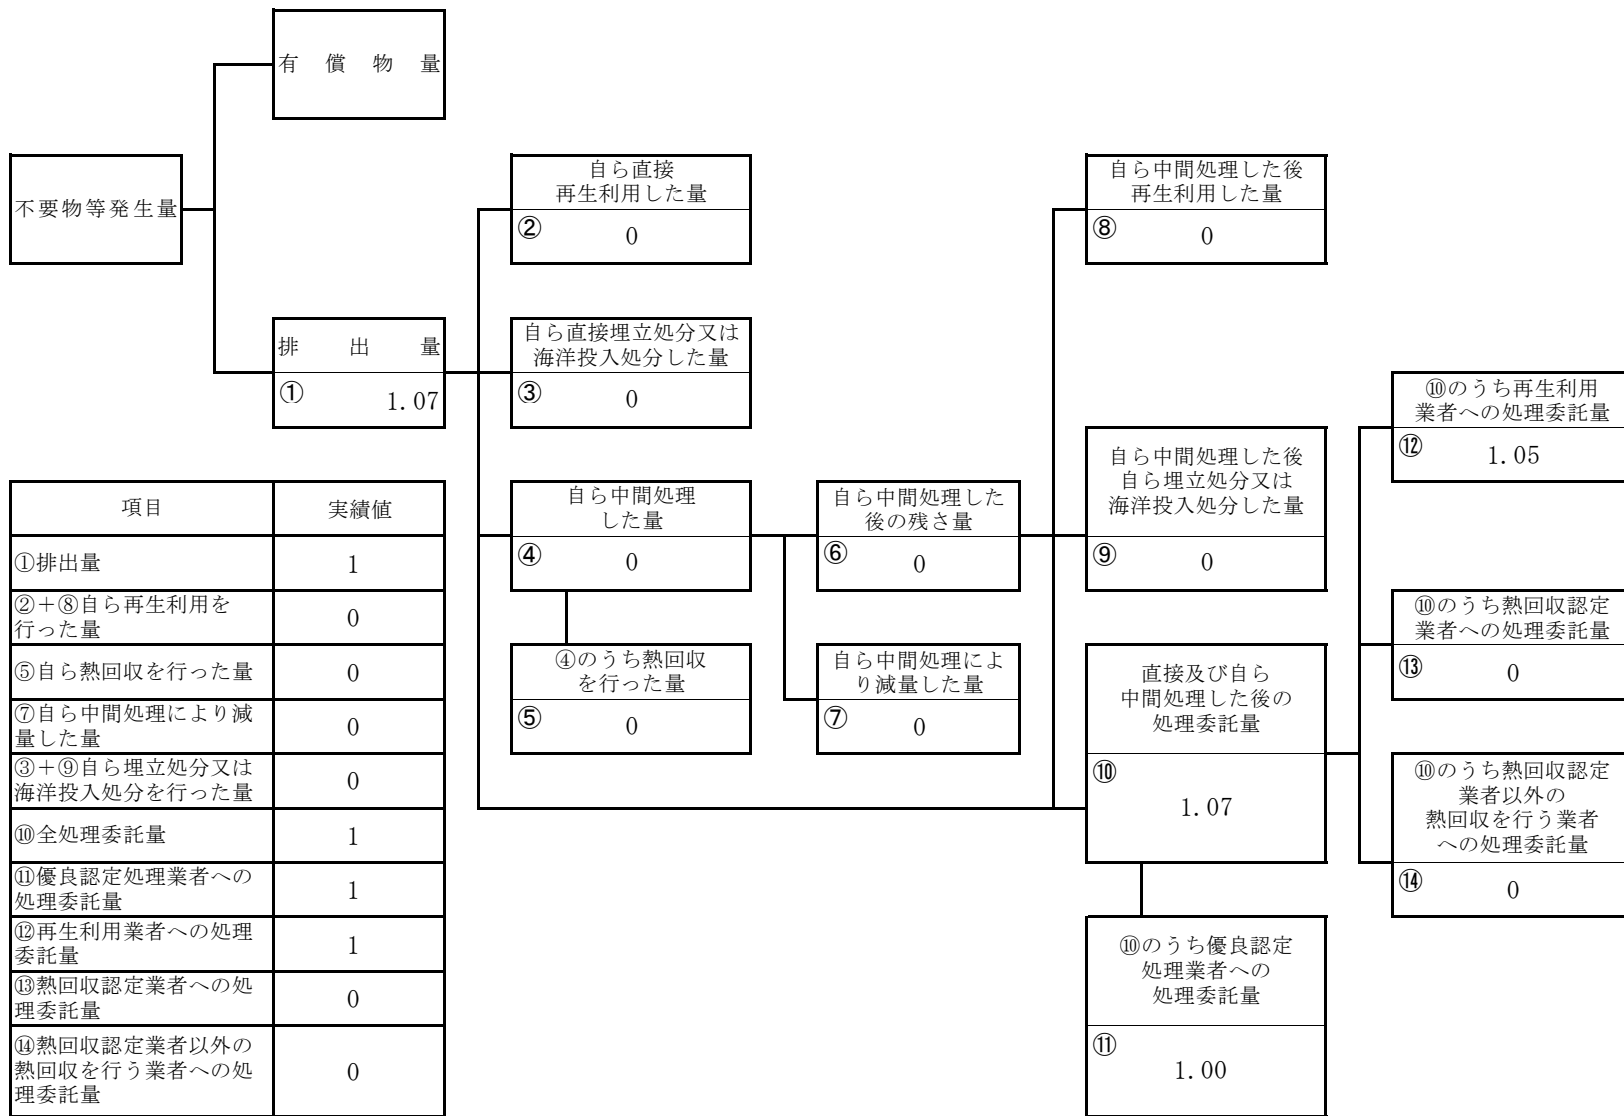 有償物量
不要物等発生量
排出量
① 1.07
自ら直接
再生利用した量
② 0
自ら直接埋立処分又は
海洋投入処分した量
③ 0
自ら中間処理
した量
④ 0
④のうち熱回収
を行った量
⑤ 0
自ら中間処理した
後の残さ量
⑥ 0
自ら中間処理によ
り減量した量
⑦ 0
自ら中間処理した後
再生利用した量
⑧ 0
自ら中間処理した後
自ら埋立処分又は
海洋投入処分した量
⑨ 0
直接及び自ら
中間処理した後の
処理委託量
⑩
1.07
⑩のうち優良認定
処理業者への
処理委託量
⑪
1.00
⑩のうち再生利用
業者への処理委託量
⑫ 1.05
⑩のうち熱回収認定
業者への処理委託量
⑬ 0
⑩のうち熱回収認定
業者以外の
熱回収を行う業者
への処理委託量
⑭ 0
項目 実績値
①排出量 1
②＋⑧自ら再生利用を
行った量 0
⑤自ら熱回収を行った量 0
⑦自ら中間処理により減
量した量 0
③＋⑨自ら埋立処分又は
海洋投入処分を行った量 0
⑩全処理委託量 1
⑪優良認定処理業者への
処理委託量 1
⑫再生利用業者への処理
委託量 1
⑬熱回収認定業者への処
理委託量 0
⑭熱回収認定業者以外の
熱回収を行う業者への処
理委託量 0